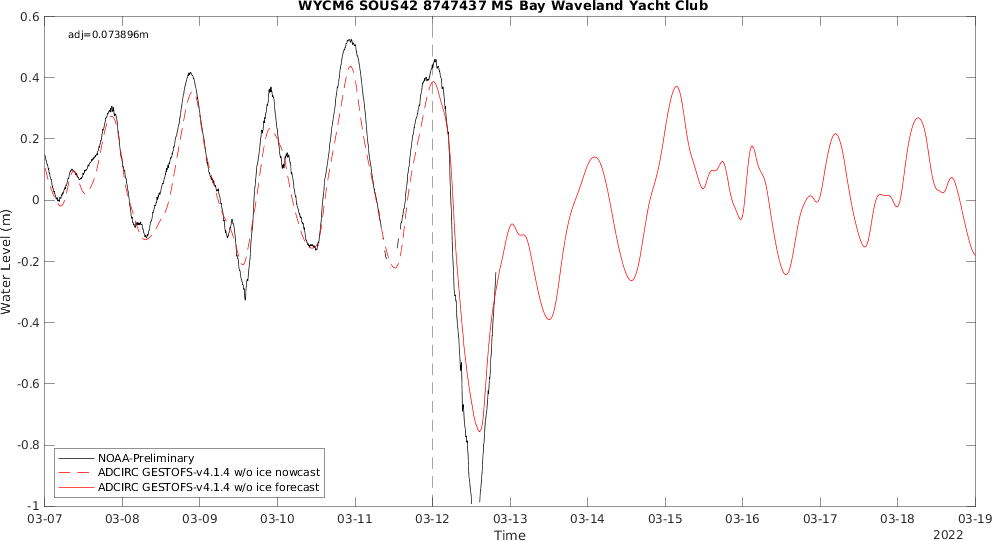 WYCM6 SOUS42 8747437 MS Bay Waveland Yacht Club
adj=0.073896m
Water Level (m)
0.6
0.4
0.2
0
-0.2
-0.4
-0.6
-0.8
-1
NOAA-Preliminary
ADCIRC GESTOFS-v4.1.4 w/o ice nowcast
ADCIRC GESTOFS-v4.1.4 w/o ice forecast
03-07 03-08 03-09 03-10 03-11 03-12 03-13 03-14 03-15 03-16 03-17 03-18 03-19
Time
2022